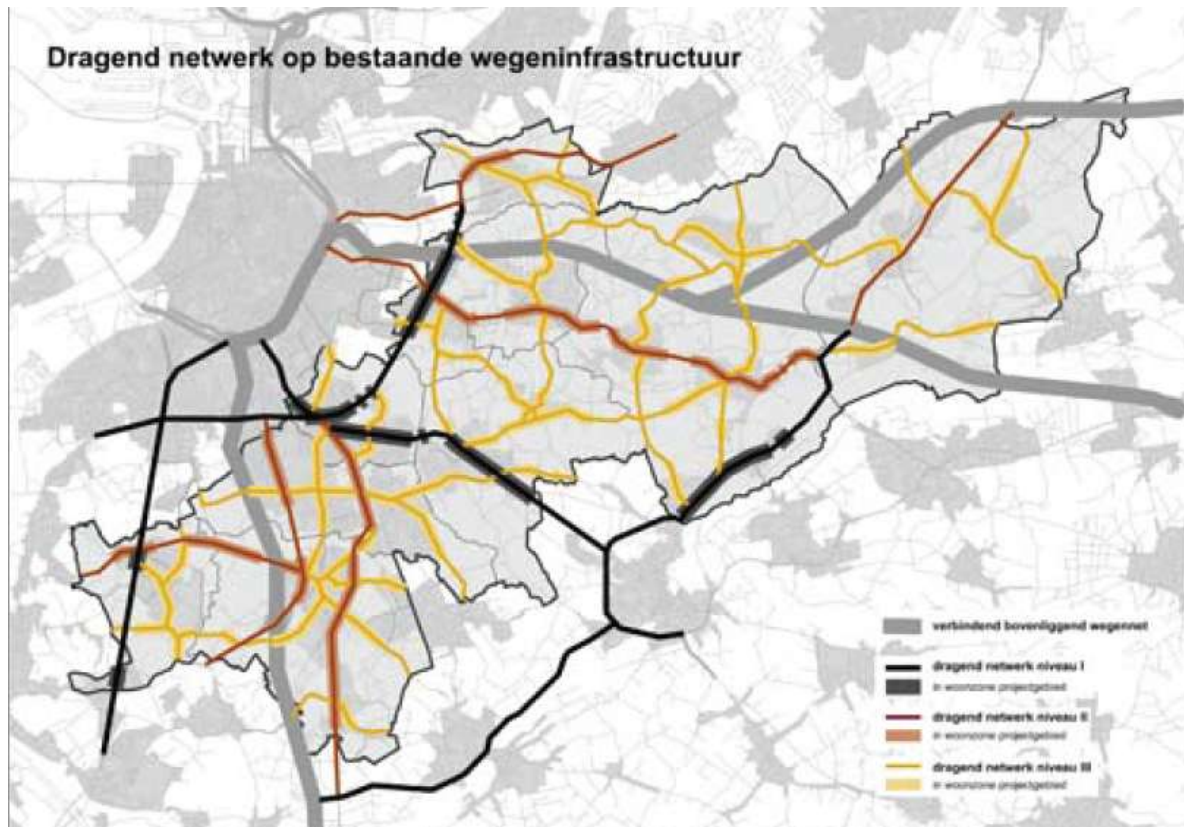 Dragend netwerk op bestaande wegeninfrastructuur
verbindend bovenliggend wegennet
dragend netwerk niveau I
in woonzone projectgebied
dragend netwerk niveau II
in woonzone projectgebied
dragend netwerk niveau III
in woonzone projectgebied